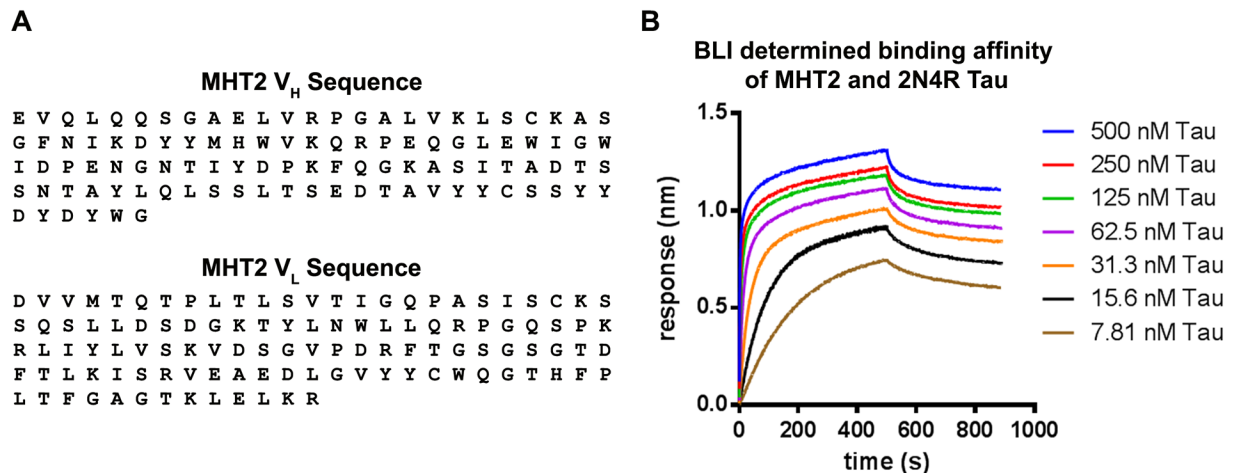 A
MHT2 VH Sequence
E V Q L Q Q S G A E L V R P G A L V K L S C K A S
G F N I K D Y Y M H W V K Q R P E Q G L E W I G W
I D P E N G N T I Y D P K F Q G K A S I T A D T S
S N T A Y L Q L S S L T S E D T A V Y Y C S S Y Y
D Y D Y W G
MHT2 VL Sequence
D V V M T Q T P L T L S V T I G Q P A S I S C K S
S Q S L L D S D G K T Y L N W L L Q R P G Q S P K
R L I Y L V S K V D S G V P D R F T G S G S G T D
F T L K I S R V E A E D L G V Y Y C W Q G T H F P
L T F G A G T K L E L K R
B
BLI determined binding affinity
of MHT2 and 2N4R Tau
response (nm)
1.5
1.0
0.5
0.0
0 200 400 600 800 1000
time (s)
500 nM Tau
250 nM Tau
125 nM Tau
62.5 nM Tau
31.3 nM Tau
15.6 nM Tau
7.81 nM Tau